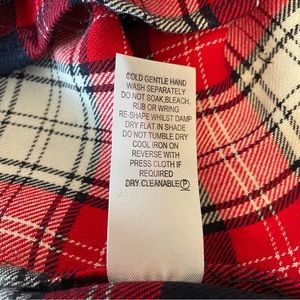 COLD GENTLE HAND
WASH SEPARATELY
DO NOT SOAK,BLEACH,
RUB OR WRING
RE-SHAPE WHILST DAMP
DRY FLAT IN SHADE
DO NOT TUMBLE DRY
COOL IRON ON
REVERSE WITH
PRESS CLOTH IF
REQUIRED
DRY CLEANABLE Ⓟ